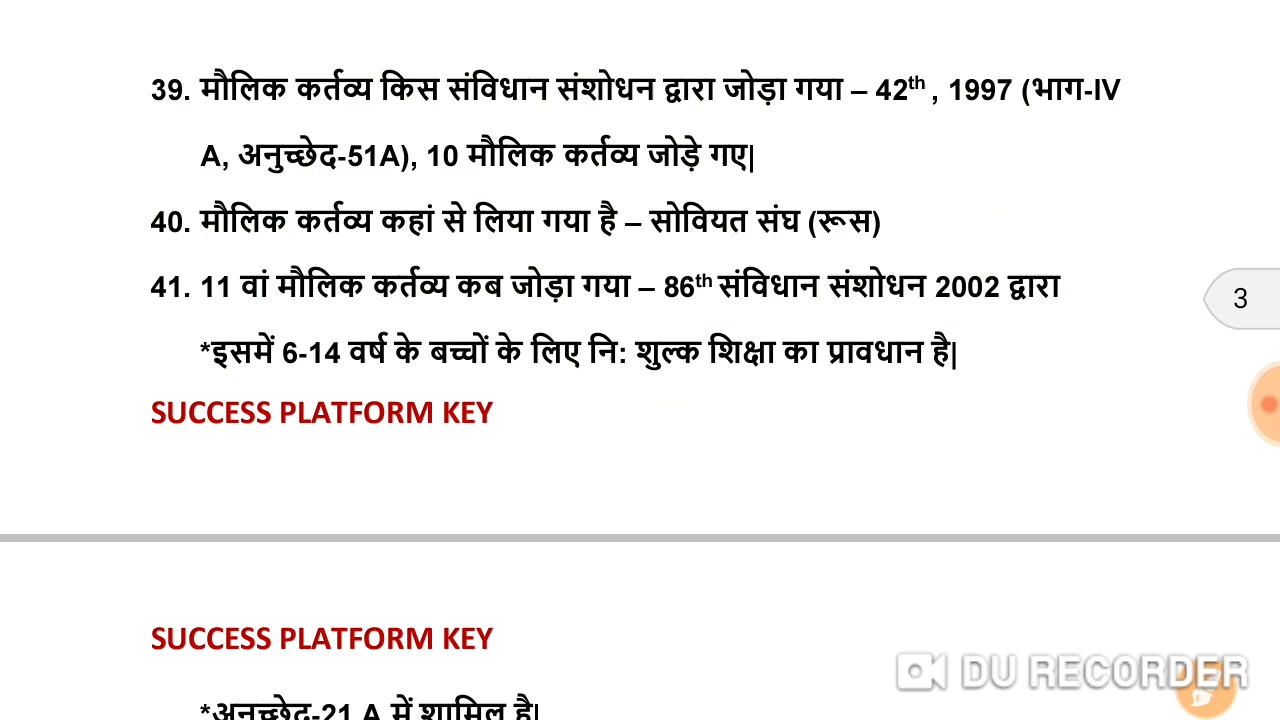 39. मौलिक कर्तव्य किस संविधान संशोधन द्वारा जोड़ा गया – 42th , 1997 (भाग-IV
A, अनुच्छेद-51A), 10 मौलिक कर्तव्य जोड़े गए|
40. मौलिक कर्तव्य कहां से लिया गया है – सोवियत संघ (रूस)
41. 11 वां मौलिक कर्तव्य कब जोड़ा गया – 86th संविधान संशोधन 2002 द्वारा
*इसमें 6-14 वर्ष के बच्चों के लिए नि: शुल्क शिक्षा का प्रावधान है|
3
SUCCESS PLATFORM KEY
SUCCESS PLATFORM KEY
DU RECORDER
*अनुच्छेद-21 A में शामिल है|